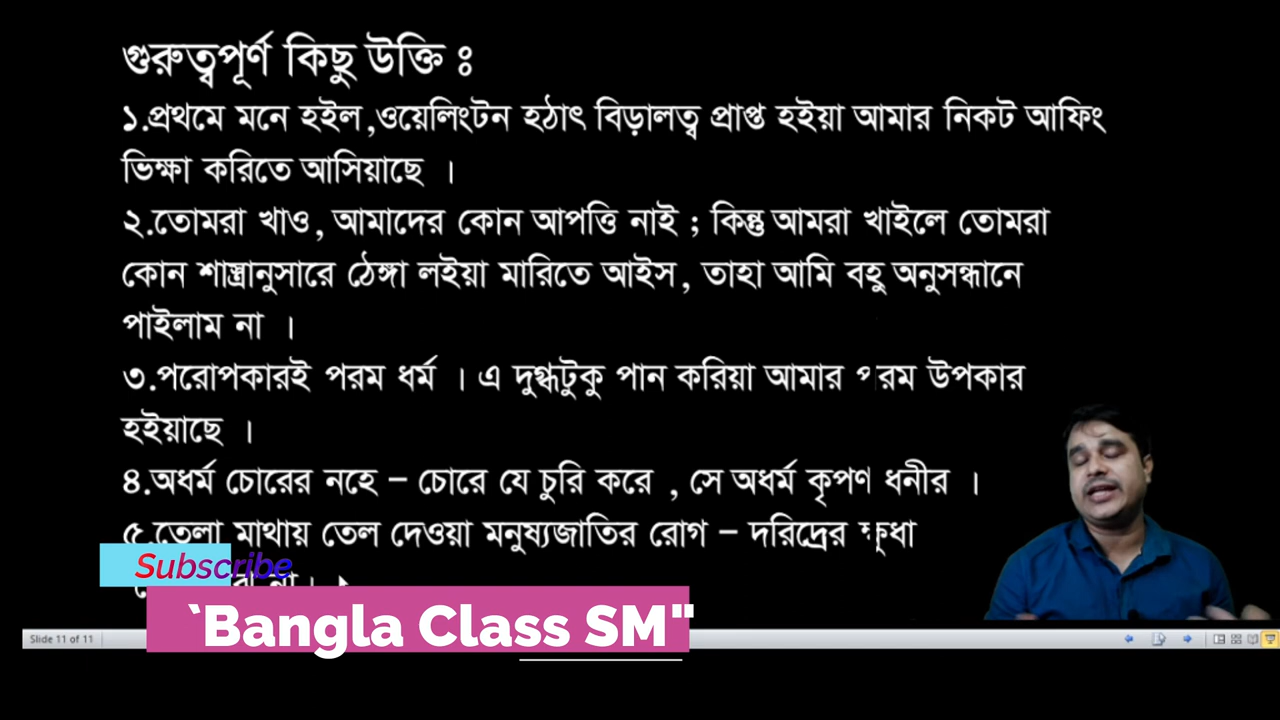 গুরুত্বপূর্ণ কিছু উক্তি ঃ
১.প্রথমে মনে হইল,ওয়েলিংটন হঠাৎ বিড়ালত্ব প্রাপ্ত হইয়া আমার নিকট আফিং
ভিক্ষা করিতে আসিয়াছে ।
২.তোমরা খাও, আমাদের কোন আপত্তি নাই ; কিন্তু আমরা খাইলে তোমরা
কোন শাস্ত্রানুসারে ঠেঙ্গা লইয়া মারিতে আইস, তাহা আমি বহু অনুসন্ধানে
পাইলাম না ।
৩.পরোপকারই পরম ধর্ম । এ দুগ্ধটুকু পান করিয়া আমার পরম উপকার
হইয়াছে ।
৪.অধর্ম চোরের নহে – চোরে যে চুরি করে , সে অধর্ম কৃপণ ধনীর ।
৫.তেলা মাথায় তেল দেওয়া মনুষ্যজাতির রোগ – দরিদ্রের ক্ষুধা
না।
Subscribe
`Bangla Class SM"
Slide 11 of 11